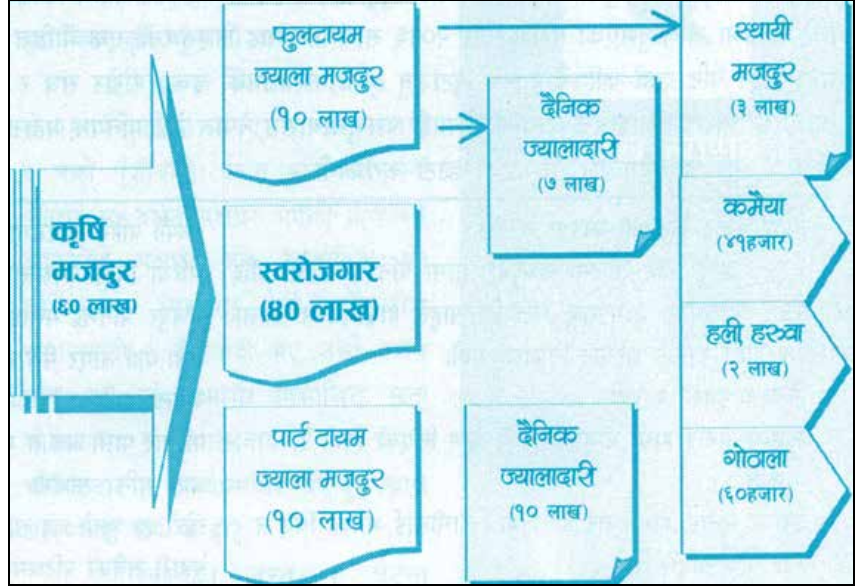 कृषि
मजदुर
(६० लाख)
फुलटायम
ज्याला मजदुर
(१० लाख)
स्वरोजगार
(४० लाख)
पार्ट टायम
ज्याला मजदुर
(१० लाख)
दैनिक
ज्यालादारी
(७ लाख)
दैनिक
ज्यालादारी
(१० लाख)
स्थायी
मजदुर
(३ लाख)
कमैया
(४१हजार)
हली हरुवा
(२ लाख)
गोठाला
(६०हजार)